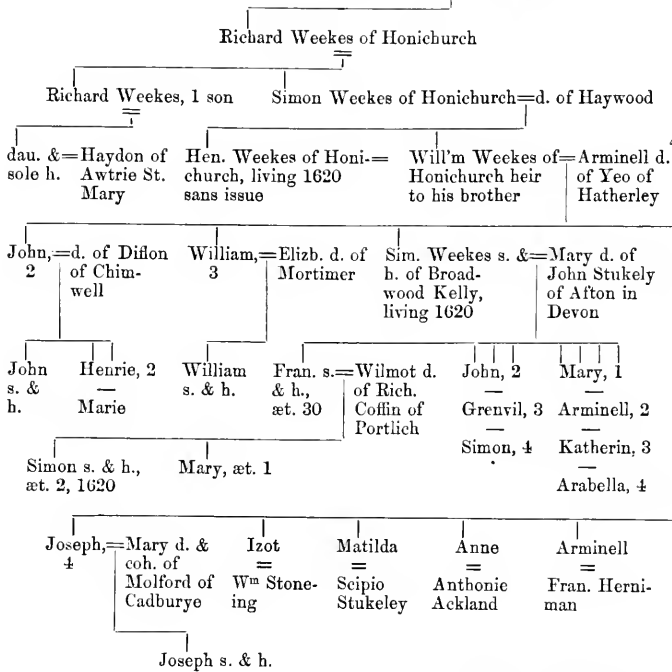 Richard Weekes of Honichurch
=
Richard Weekes, 1 son Simon Weekes of Honichurch=d. of Haywood
=
dau. &= Haydon of Hen. Weekes of Honi-= Will'm Weekes of= Arminell d.
sole h. Awtrie St. church, living 1620 Honichurch heir of Yeo of
Mary sans issue to his brother Hatherley
John,= d. of Diflon William,= Elizb. d. of Sim. Weekes s. &= Mary d. of
2 of Chim- 3 Mortimer h. of Broad- John Stukely
well wood Kelly, of Afton in
living 1620 Devon
John Henrie, 2 William Fran. s.= Wilmot d. John, 2 Mary, 1
s. & — s. & h. & h., of Rich. — —
h. Marie æt. 30 Coffin of Grenvil, 3 Arminell, 2
Portlich — —
Simon, 4 Katherin, 3
—
Simon s. & h., Mary, æt. 1 Arabella, 4
æt. 2, 1620
Joseph,= Mary d. & Izot Matilda Anne Arminell
4 coh. of = = = =
Molford of Wm Stone- Scipio Anthonie Fran. Herni-
Cadburye ing Stukeley Ackland man
Joseph s. & h.